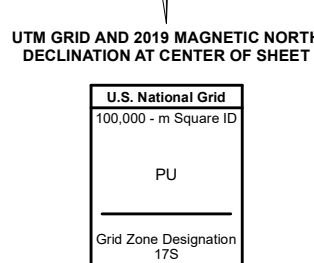 UTM GRID AND 2019 MAGNETIC NORTH
DECLINATION AT CENTER OF SHEET
U.S. National Grid
100,000 - m Square ID
PU
Grid Zone Designation
17S